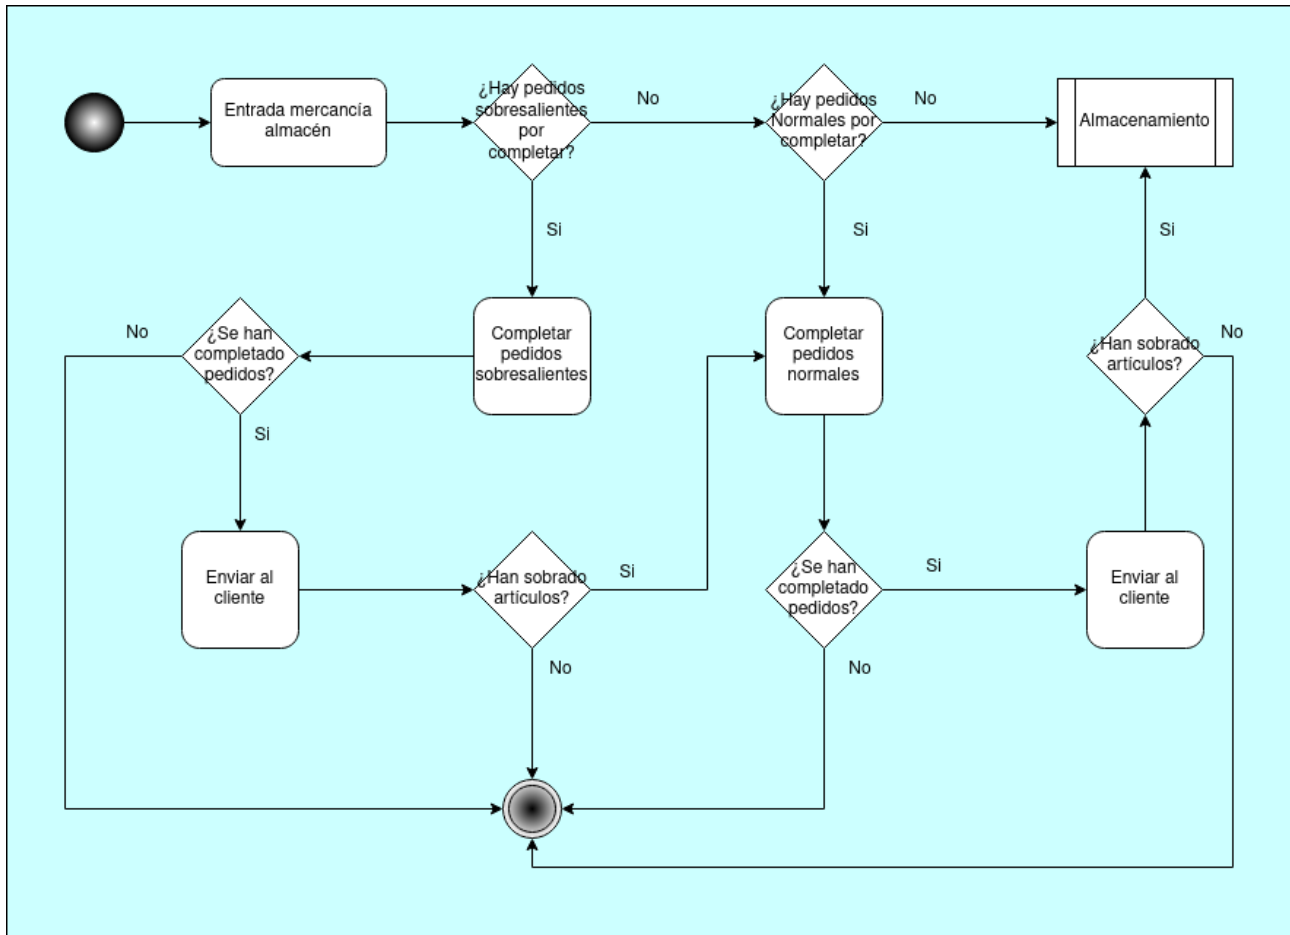 Entrada mercancía
almacén
¿Hay pedidos
sobresalientes
por
completar?
No
¿Hay pedidos
Normales por
completar?
No
Almacenamiento
Si
Si
Si
No
¿Se han
completado
pedidos?
Completar
pedidos
sobresalientes
Completar
pedidos
normales
¿Han sobrado
artículos?
No
Si
Enviar al
cliente
¿Han sobrado
artículos?
Si
¿Se han
completado
pedidos?
Si
Enviar al
cliente
No
No